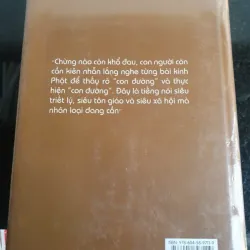 "Chừng nào còn khổ đau, con người còn
cần kiên nhẫn lắng nghe từng bài kinh
Phật để thấy rõ "con đường" và thực
hiện "con đường". Đây là tiếng nói siêu
triết lý, siêu tôn giáo và siêu xã hội mà
nhân loại đang cần"